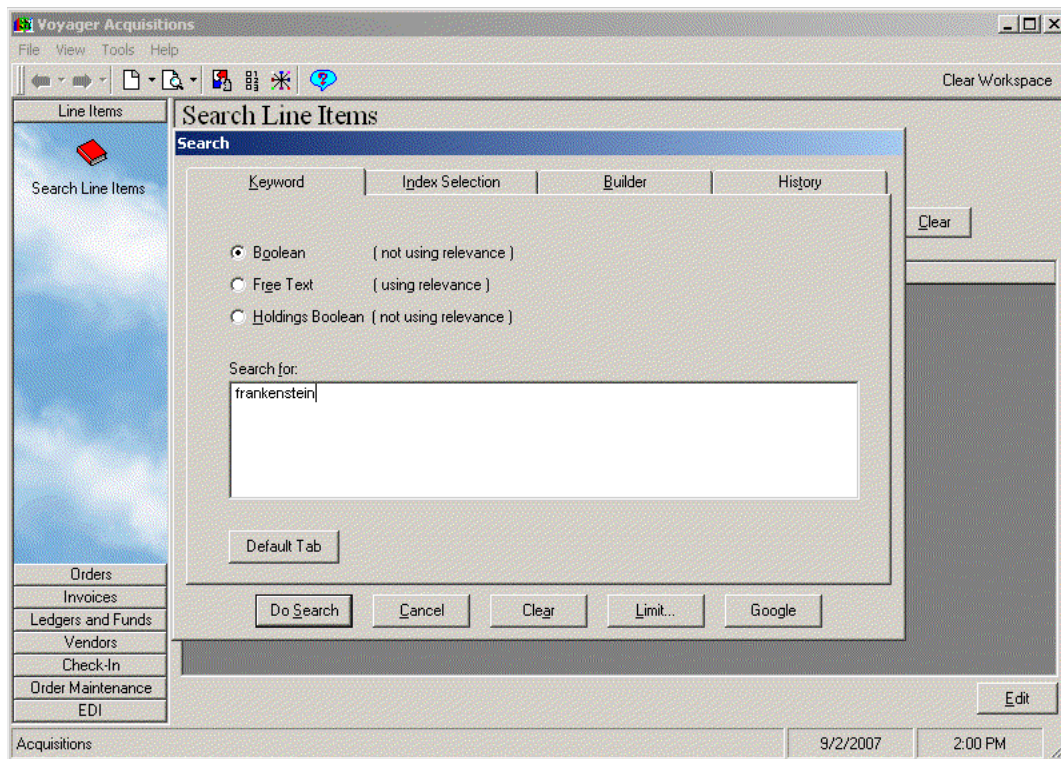 Voyager Acquisitions
File View Tools Help
Clear Workspace
Line Items
Search Line Items
Search Line Items
Search
Keyword Index Selection Builder History
Clear
Boolean ( not using relevance )
Free Text ( using relevance )
Holdings Boolean ( not using relevance )
Search for:
frankenstein
Default Tab
Do Search Cancel Clear Limit... Google
Orders
Invoices
Ledgers and Funds
Vendors
Check-In
Order Maintenance
EDI
Edit
Acquisitions 9/2/2007 2:00 PM